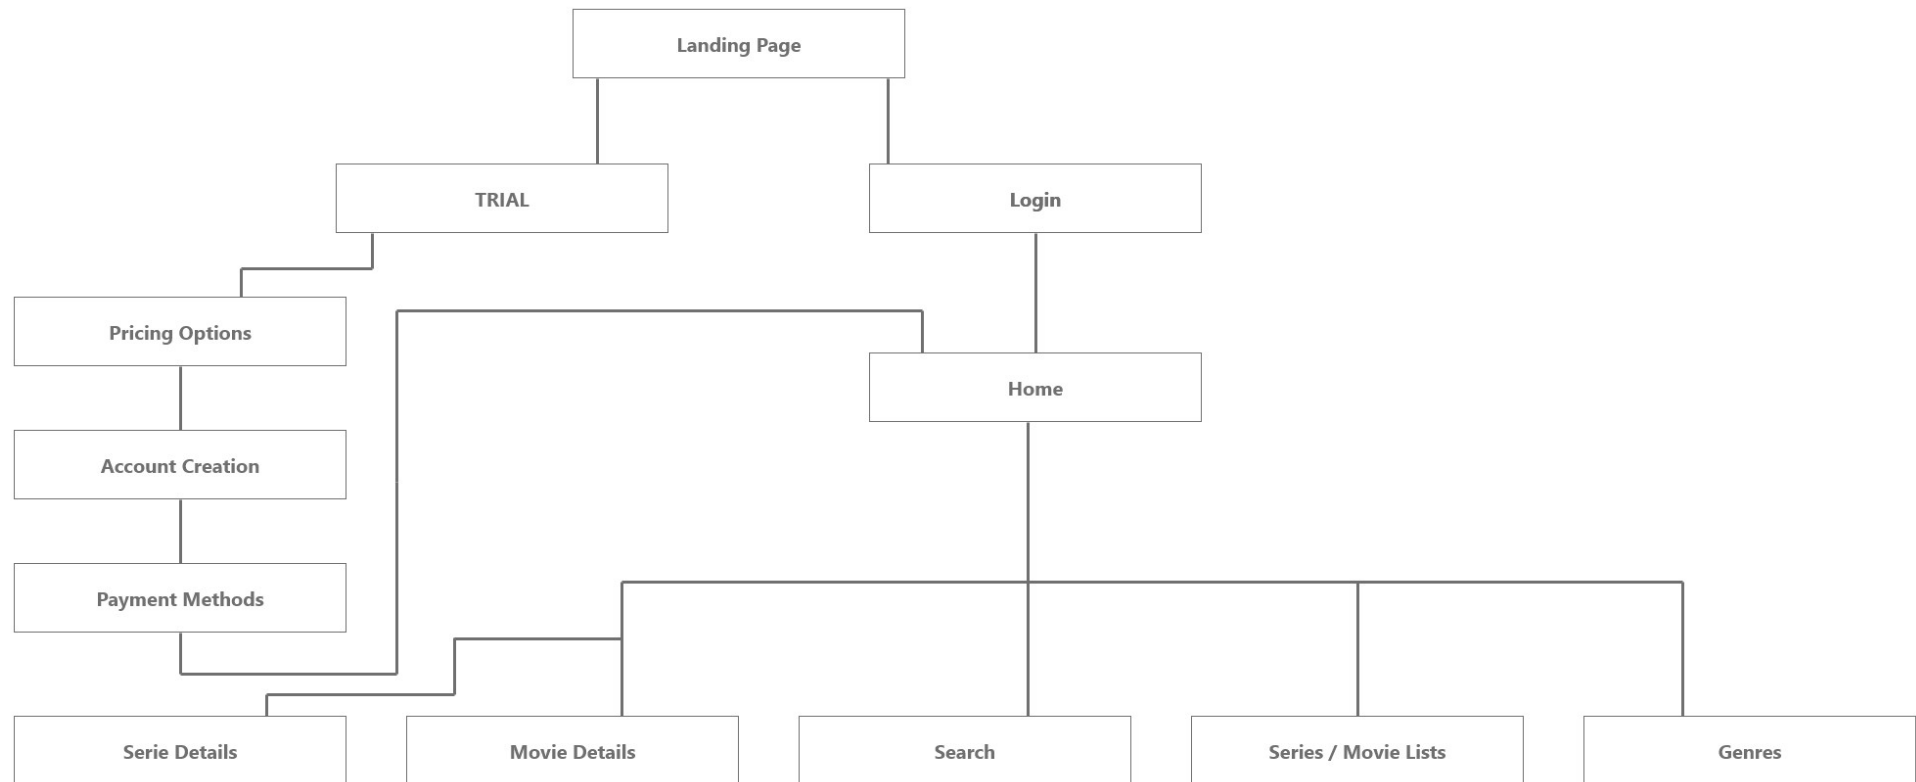 Landing Page
TRIAL
Login
Pricing Options
Home
Account Creation
Payment Methods
Serie Details
Movie Details
Search
Series / Movie Lists
Genres